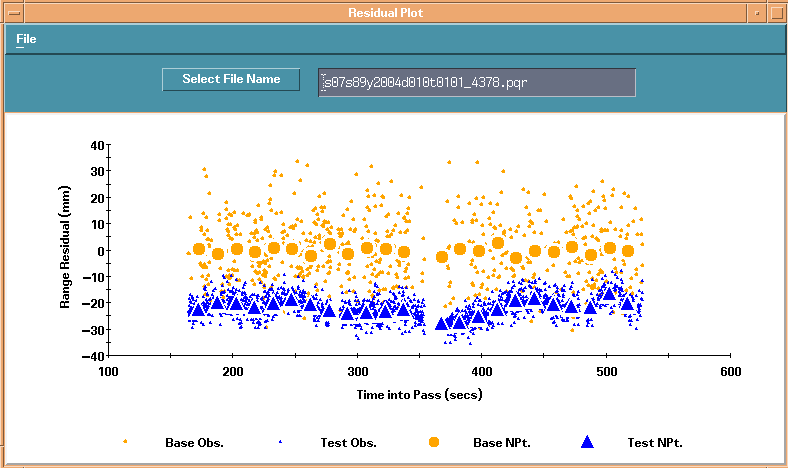 Residual Plot
File
Select File Name
s07s89y2004d010t0101_4378.pqr
40
30
20
10
0
−10
−20
−30
−40
Range Residual (mm)
100 200 300 400 500 600
Time into Pass (secs)
Base Obs. Test Obs. Base NPt. Test NPt.